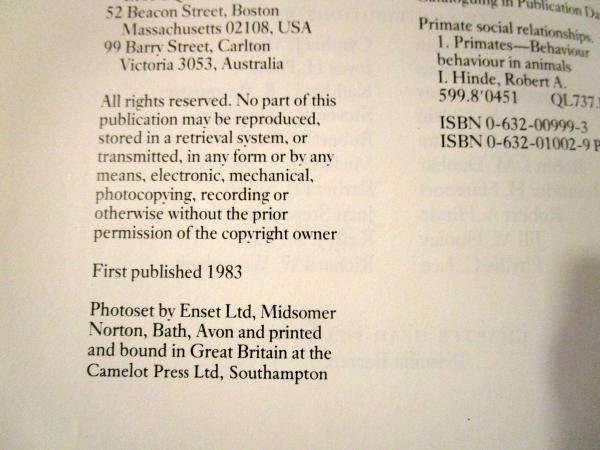 52 Beacon Street, Boston
Massachusetts 02108, USA
99 Barry Street, Carlton
Victoria 3053, Australia
All rights reserved. No part of this
publication may be reproduced,
stored in a retrieval system, or
transmitted, in any form or by any
means, electronic, mechanical,
photocopying, recording or
otherwise without the prior
permission of the copyright owner
First published 1983
Photoset by Enset Ltd, Midsomer
Norton, Bath, Avon and printed
and bound in Great Britain at the
Camelot Press Ltd, Southampton
in Publication
Primate social relationships.
1. Primates—Behaviour
behaviour in animals
I. Hinde, Robert A.
599.8'0451 QL737.
ISBN 0-632-00999-3
ISBN 0-632-01002-9 P